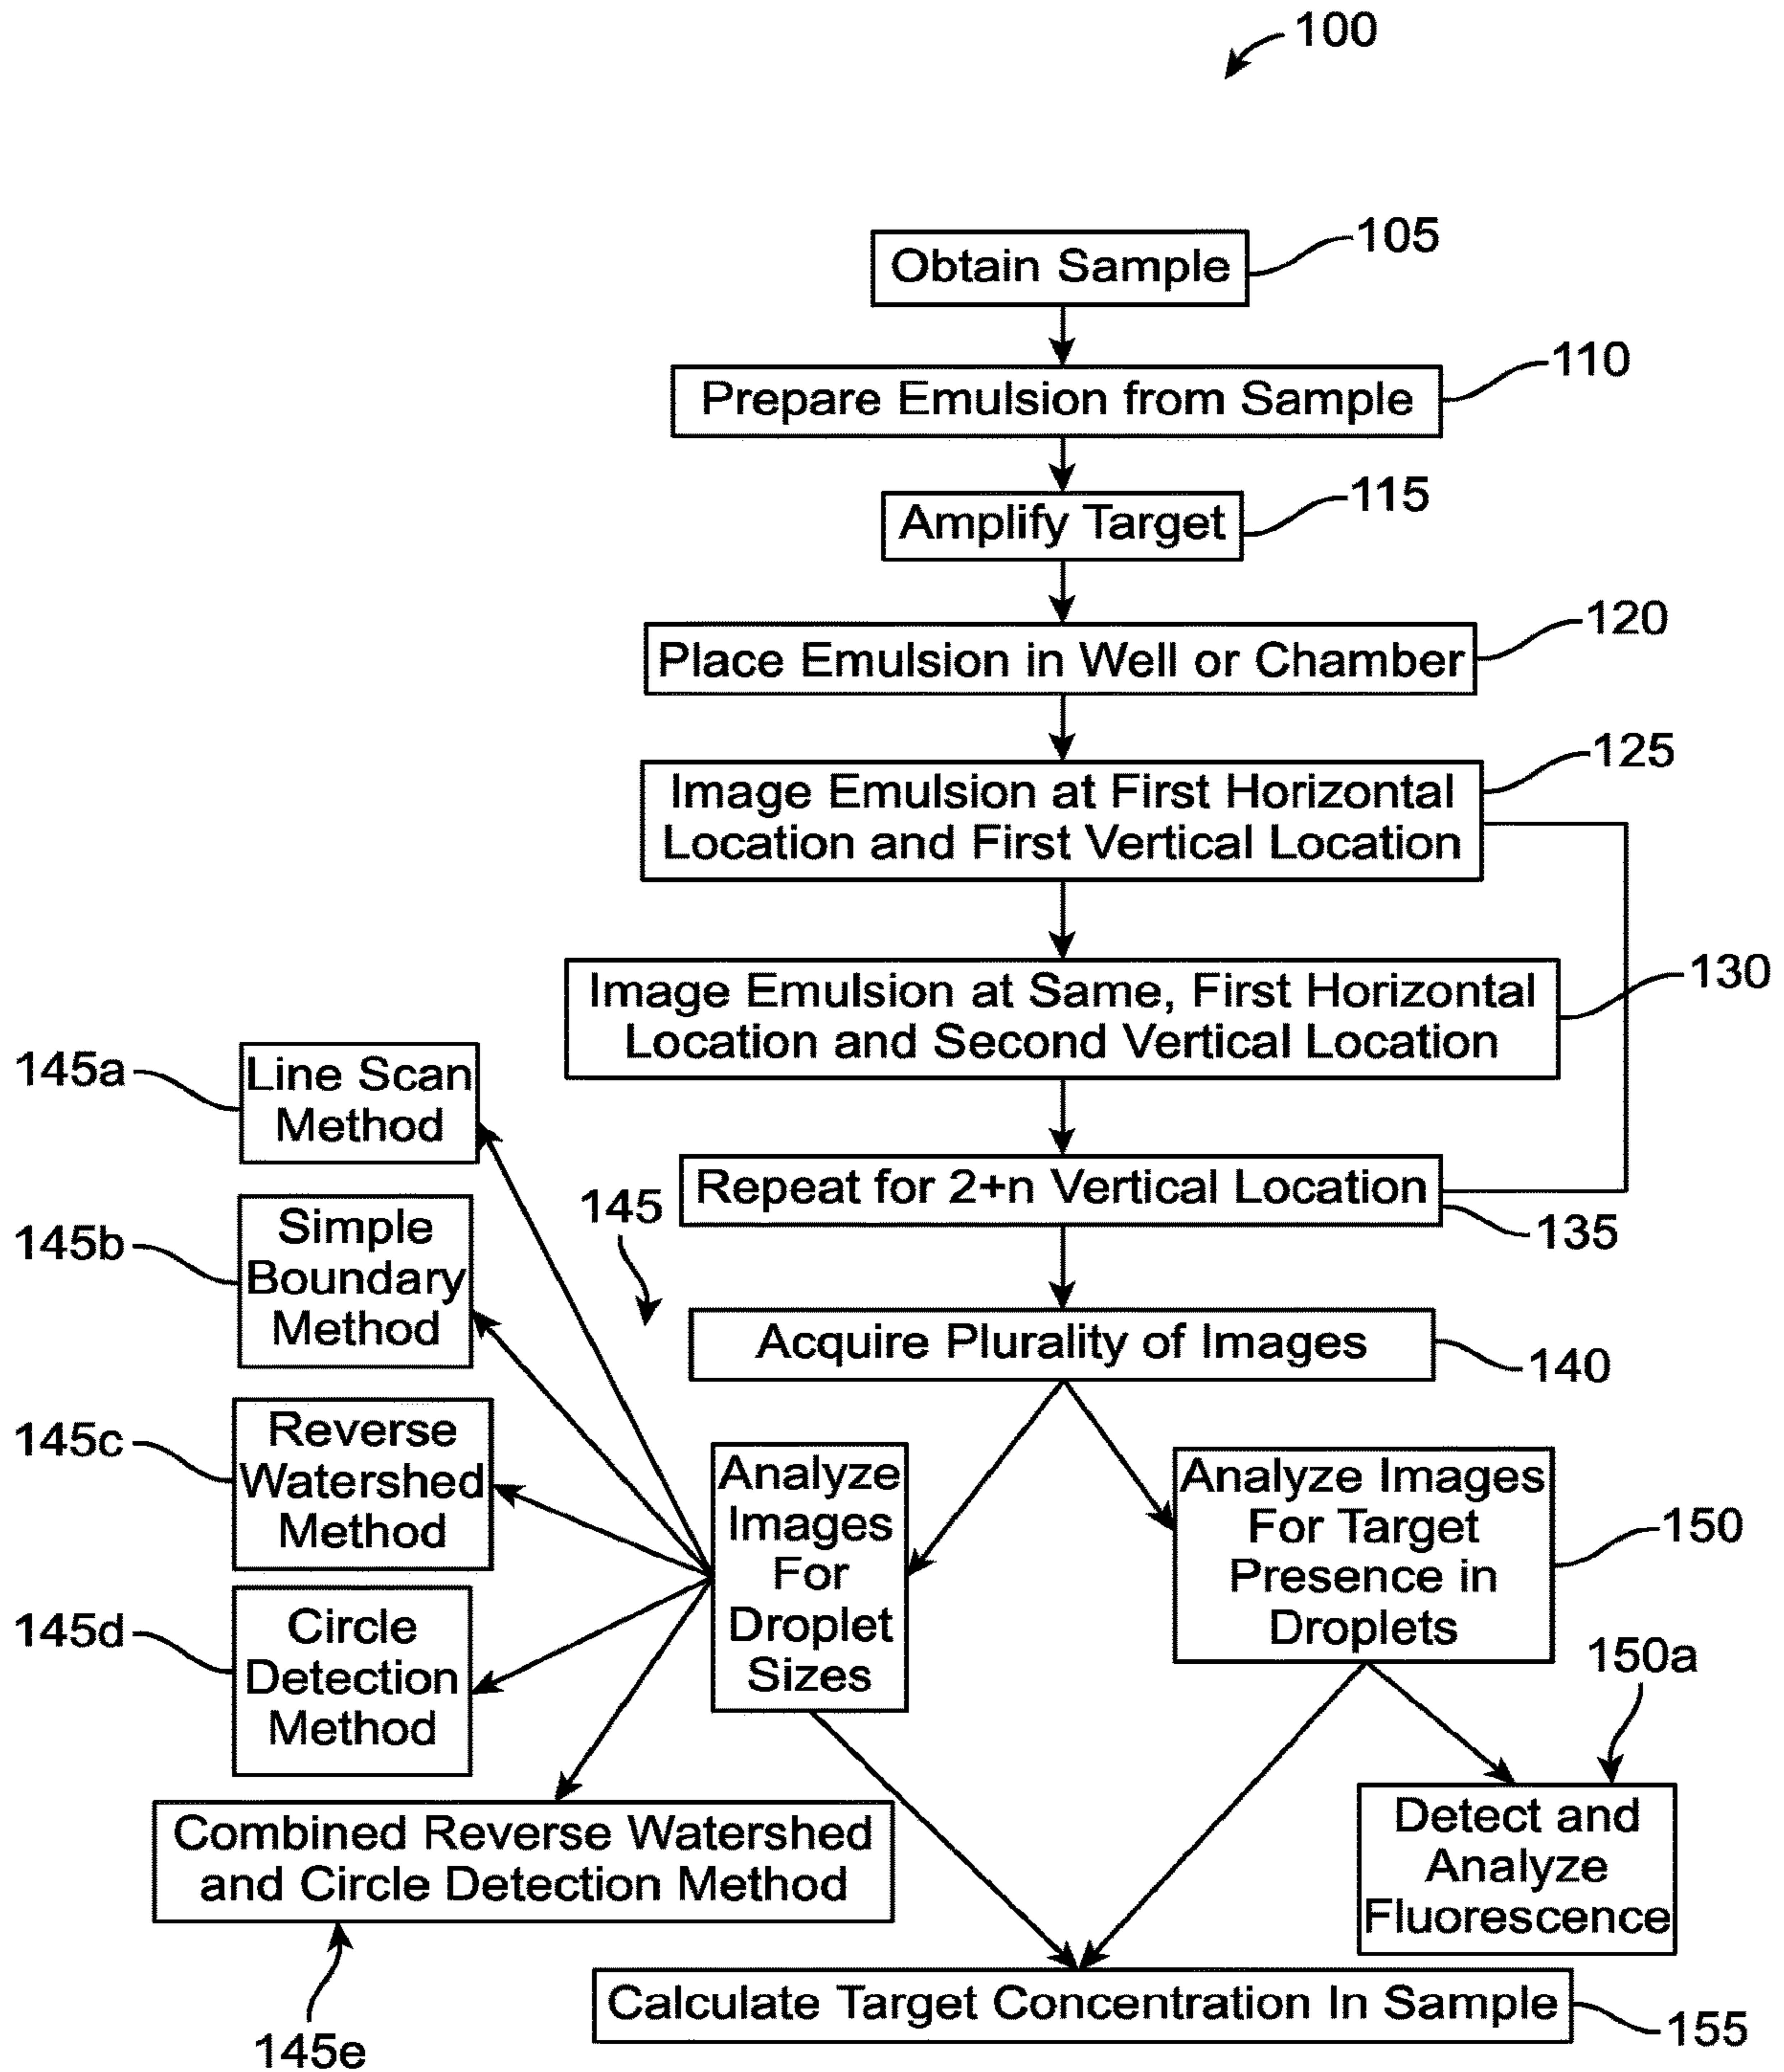 100
Obtain Sample
105
Prepare Emulsion from Sample
110
Amplify Target
115
Place Emulsion in Well or Chamber
120
Image Emulsion at First Horizontal
Location and First Vertical Location
125
Image Emulsion at Same, First Horizontal
Location and Second Vertical Location
130
Repeat for 2+n Vertical Location
135
Acquire Plurality of Images
140
145
Analyze
Images
For
Droplet
Sizes
145a
Line Scan
Method
145b
Simple
Boundary
Method
145c
Reverse
Watershed
Method
145d
Circle
Detection
Method
Combined Reverse Watershed
and Circle Detection Method
145e
Analyze Images
For Target
Presence in
Droplets
150
150a
Detect and
Analyze
Fluorescence
Calculate Target Concentration In Sample
155